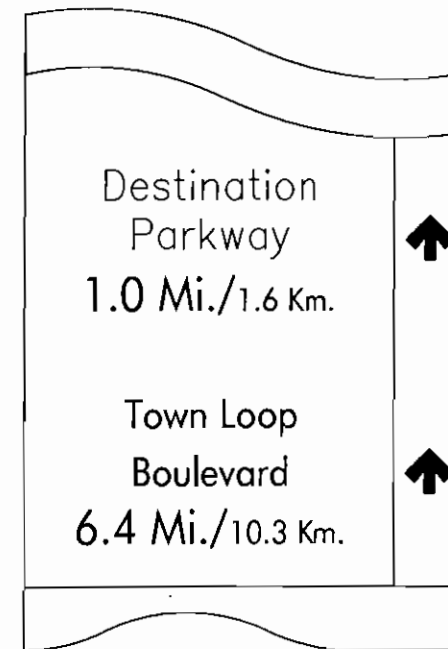 Destination
Parkway
1.0 Mi./1.6 Km.
Town Loop
Boulevard
6.4 Mi./10.3 Km.